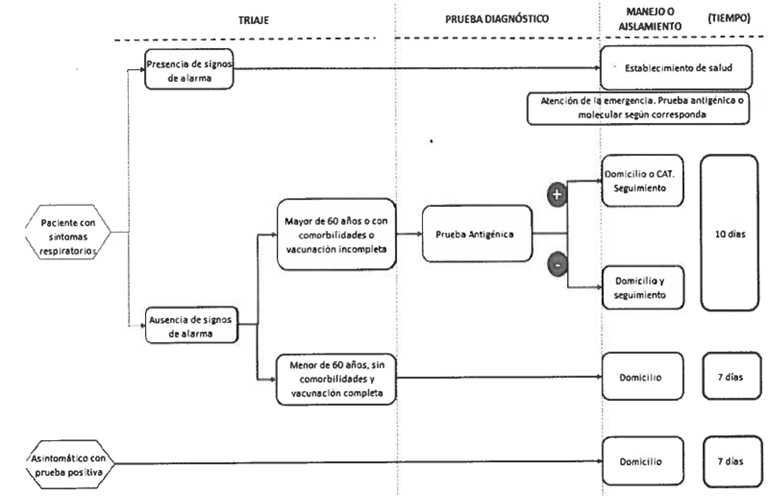 TRIAJE
PRUEBA DIAGNÓSTICO
MANEJO O
AISLAMIENTO
(TIEMPO)
Presencia de signos
de alarma
Establecimiento de salud
Atención de la emergencia. Prueba antigénica o
molecular según corresponda
Paciente con
síntomas
respiratorios
Mayor de 60 años o con
comorbilidades o
vacunación incompleta
Prueba Antigénica
+
Domicilio o CAT.
Seguimiento
10 días
-
Domicilio y
seguimiento
Ausencia de signos
de alarma
Menor de 60 años, sin
comorbilidades y
vacunación completa
Domicilio
7 días
Asintomático con
prueba positiva
Domicilio
7 días